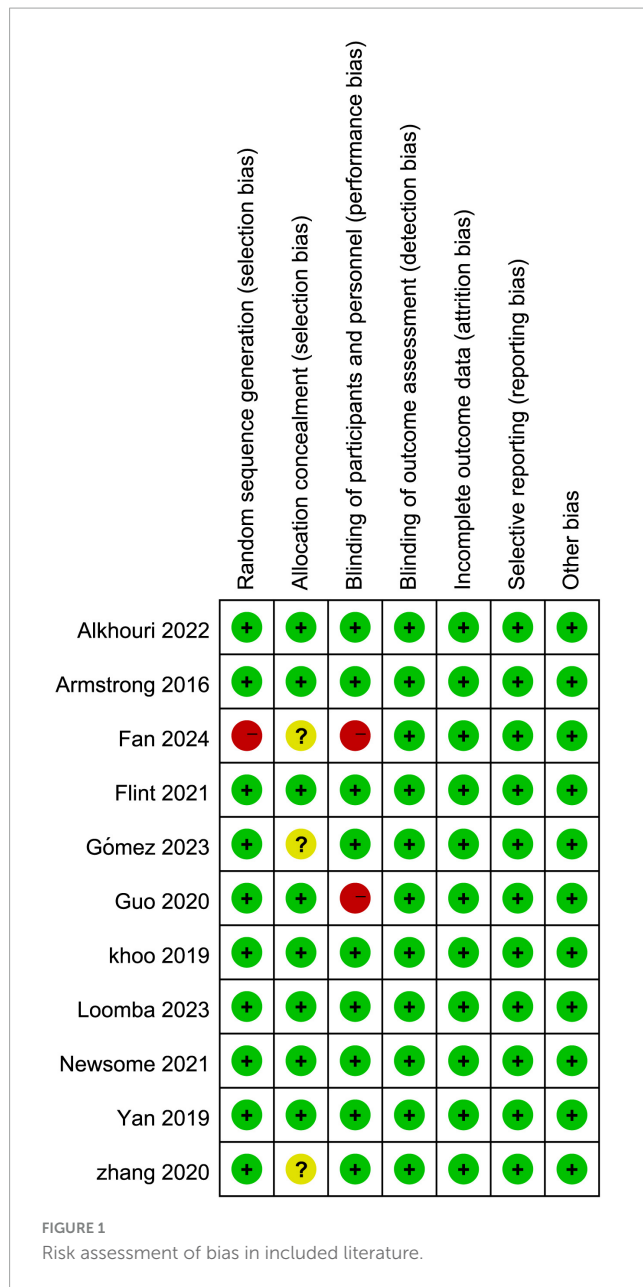 Random sequence generation (selection bias)
Allocation concealment (selection bias)
Blinding of participants and personnel (performance bias)
Blinding of outcome assessment (detection bias)
Incomplete outcome data (attrition bias)
Selective reporting (reporting bias)
Other bias
Alkhouri 2022 + + + + + + +
Armstrong 2016 + + + + + + +
Fan 2024 − ? − + + + +
Flint 2021 + + + + + + +
Gómez 2023 + ? + + + + +
Guo 2020 + + − + + + +
khoo 2019 + + + + + + +
Loomba 2023 + + + + + + +
Newsome 2021 + + + + + + +
Yan 2019 + + + + + + +
zhang 2020 + ? + + + + +
FIGURE 1
Risk assessment of bias in included literature.